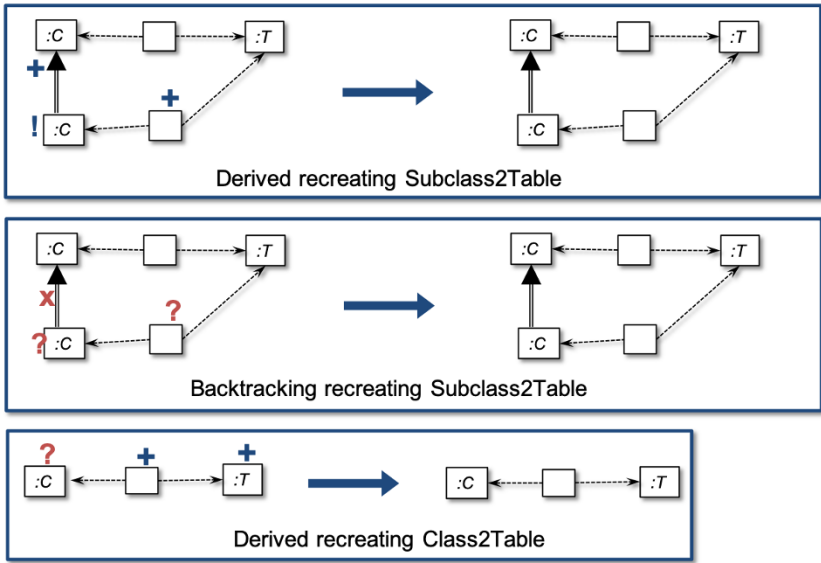 :C :T :C :T
+
+
! :C :C
Derived recreating Subclass2Table
:C :T :C :T
x
?
? :C :C
Backtracking recreating Subclass2Table
? + +
:C :T :C :T
Derived recreating Class2Table